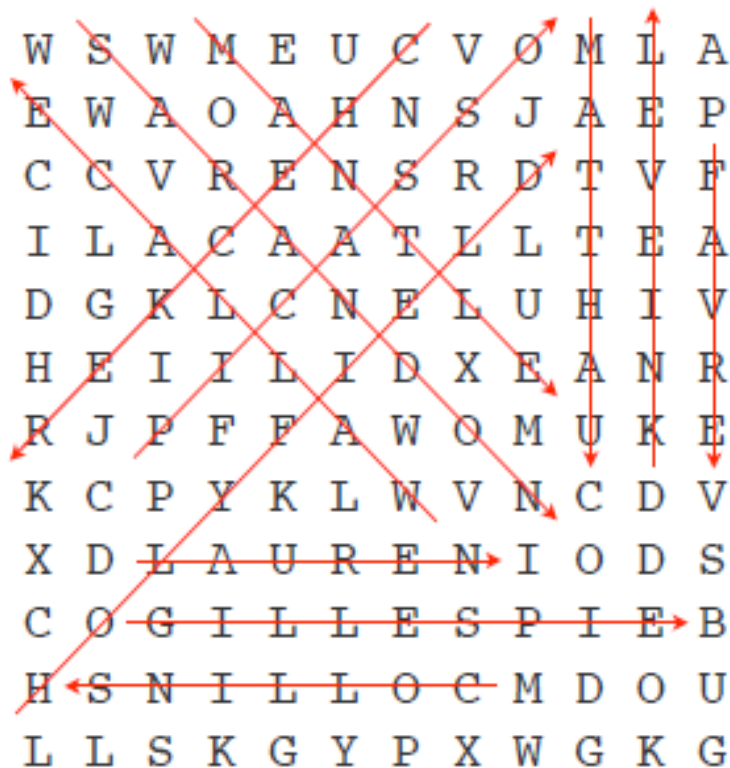 W S W M E U C V O M L A
E W A O A H N S J A E P
C C V R E N S R D T V F
I L A C A A T L L T E A
D G K L C N E L U H I V
H E I I L I D X E A N R
R J P F F A W O M U K E
K C P Y K L W V N C D V
X D L A U R E N I O D S
C O G I L L E S P I E B
H S N I L L O C M D O U
L L S K G Y P X W G K G